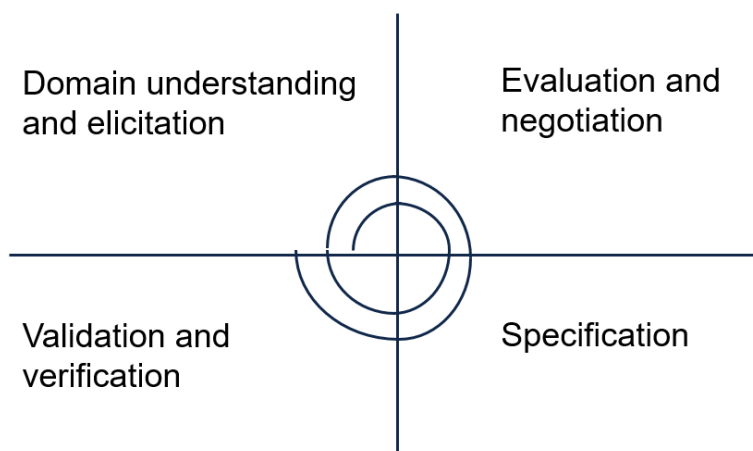 Domain understanding
and elicitation
Evaluation and
negotiation
Validation and
verification
Specification